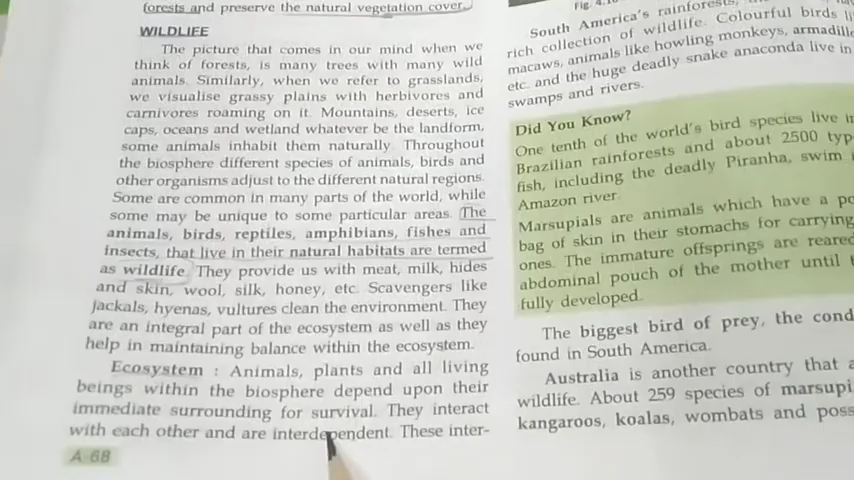 forests and preserve the natural vegetation cover.
WILDLIFE
The picture that comes in our mind when we
think of forests, is many trees with many wild
animals. Similarly, when we refer to grasslands,
we visualise grassy plains with herbivores and
carnivores roaming on it. Mountains, deserts, ice
caps, oceans and wetland whatever be the landform,
some animals inhabit them naturally. Throughout
the biosphere different species of animals, birds and
other organisms adjust to the different natural regions.
Some are common in many parts of the world, while
some may be unique to some particular areas. The
animals, birds, reptiles, amphibians, fishes and
insects, that live in their natural habitats are termed
as wildlife. They provide us with meat, milk, hides
and skin, wool, silk, honey, etc. Scavengers like
jackals, hyenas, vultures clean the environment. They
are an integral part of the ecosystem as well as they
help in maintaining balance within the ecosystem.
Ecosystem : Animals, plants and all living
beings within the biosphere depend upon their
immediate surrounding for survival. They interact
with each other and are interdependent. These inter-
A-68
Fig. 4.
South America's rainforests,
rich collection of wildlife. Colourful birds
macaws, animals like howling monkeys,
etc. and the huge deadly snake anaconda live in
swamps and rivers.
Did You Know?
One tenth of the world's bird species live
Brazilian rainforests and about 2500
fish, including the deadly Piranha, swim
Amazon river.
Marsupials are animals which have a
bag of skin in their stomachs for carrying
ones. The immature offsprings are reared
abdominal pouch of the mother until
fully developed.
The biggest bird of prey, the
found in South America.
Australia is another country that
wildlife. About 259 species of
kangaroos, koalas, wombats and